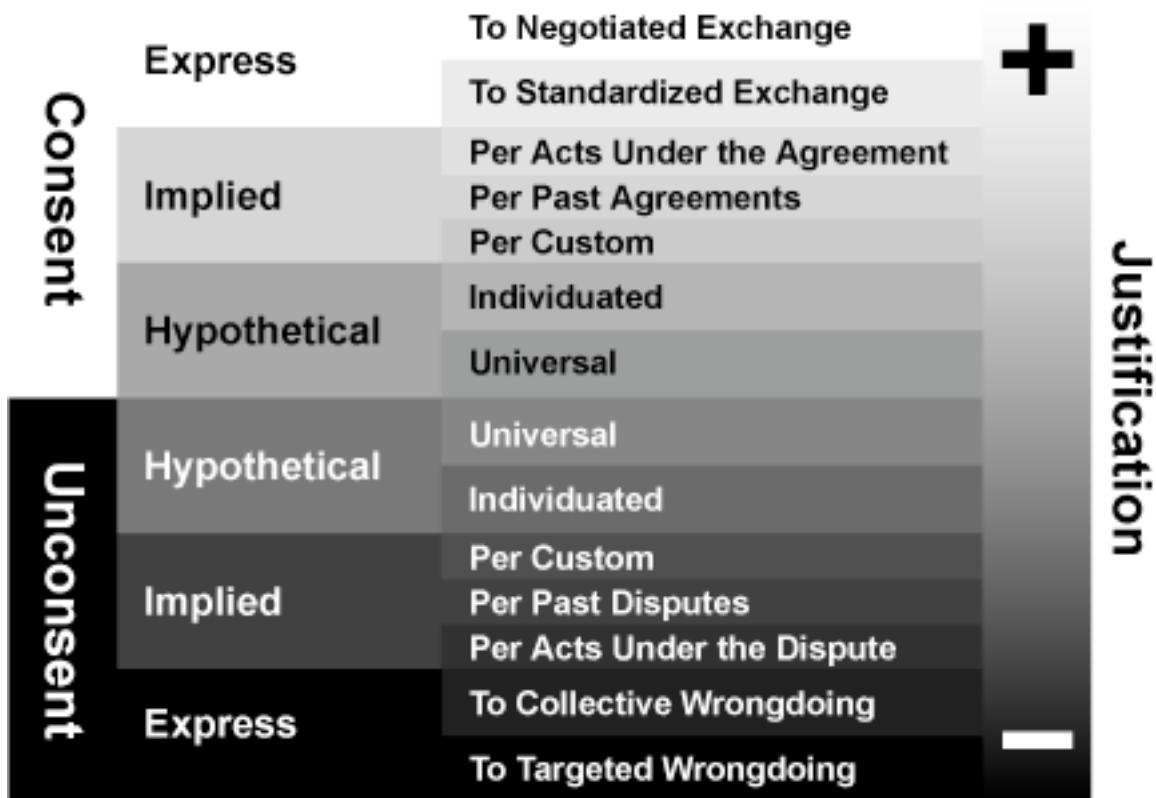 Consent
Express
To Negotiated Exchange
To Standardized Exchange
Implied
Per Acts Under the Agreement
Per Past Agreements
Per Custom
Hypothetical
Individuated
Universal
Unconsent
Hypothetical
Universal
Individuated
Implied
Per Custom
Per Past Disputes
Per Acts Under the Dispute
Express
To Collective Wrongdoing
To Targeted Wrongdoing
+
Justification
−